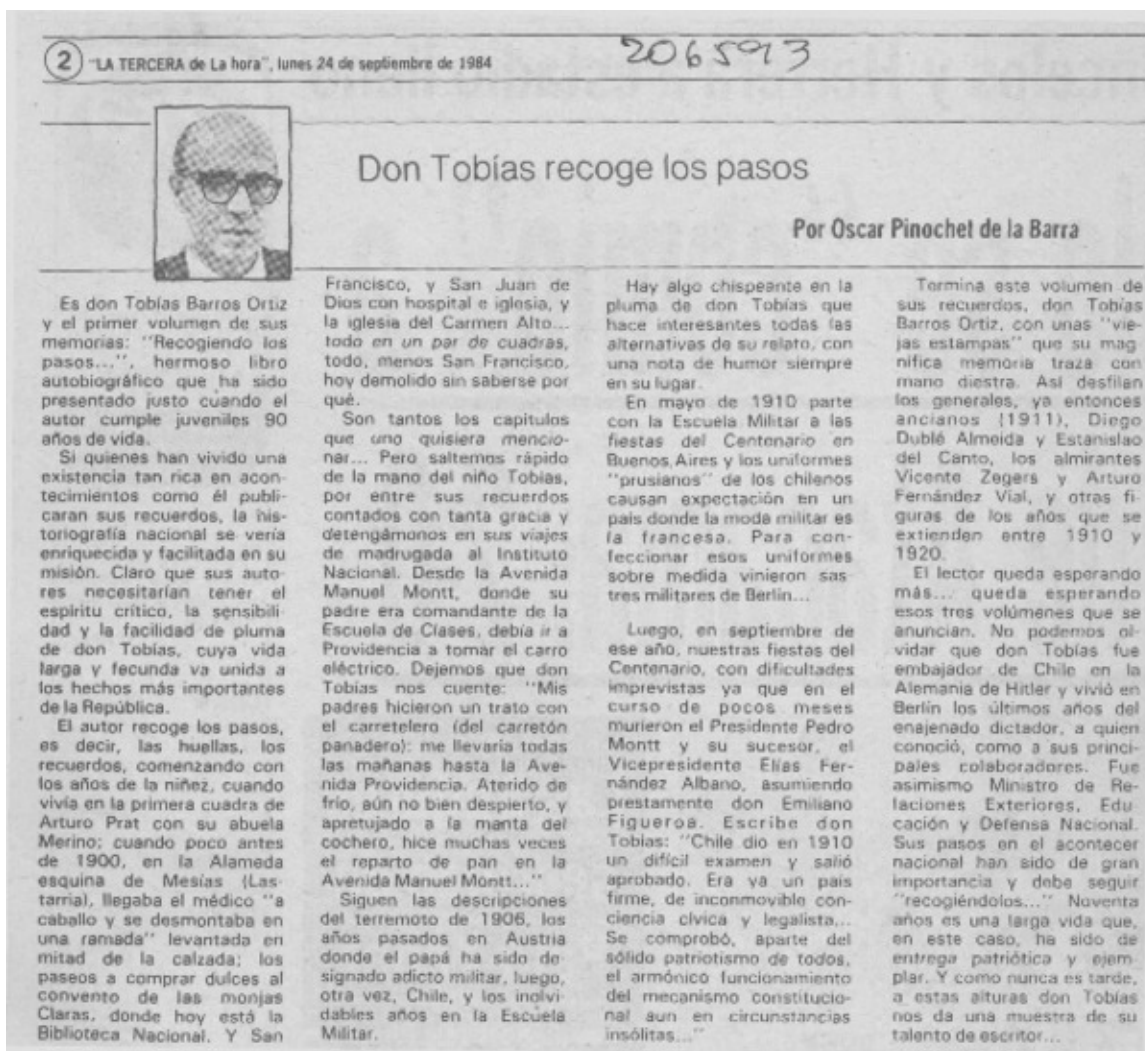 2 "LA TERCERA de La hora", lunes 24 de septiembre de 1984
206593
Don Tobías recoge los pasos
Por Oscar Pinochet de la Barra
Es don Tobías Barros Ortiz
y el primer volumen de sus
memorias: "Recogiendo los
pasos...", hermoso libro
autobiográfico que ha sido
presentado justo cuando el
autor cumple juveniles 90
años de vida.
Si quienes han vivido una
existencia tan rica en acon-
tecimientos como él publi-
caran sus recuerdos, la his-
toriografía nacional se vería
enriquecida y facilitada en su
misión. Claro que sus auto-
res necesitarían tener el
espíritu crítico, la sensibili-
dad y la facilidad de pluma
de don Tobías, cuya vida
larga y fecunda va unida a
los hechos más importantes
de la República.
El autor recoge los pasos,
es decir, las huellas, los
recuerdos, comenzando con
los años de la niñez, cuando
vivía en la primera cuadra de
Arturo Prat con su abuela
Merino; cuando poco antes
de 1900, en la Alameda
esquina de Mesías (Las-
tarria), llegaba el médico "a
caballo y se desmontaba en
una ramada" levantada en
mitad de la calzada; los
paseos a comprar dulces al
convento de las monjas
Claras, donde hoy está la
Biblioteca Nacional. Y San
Francisco, y San Juan de
Dios con hospital e iglesia, y
la iglesia del Carmen Alto...
todo en un par de cuadras,
todo, menos San Francisco,
hoy demolido sin saberse por
qué.
Son tantos los capítulos
que uno quisiera mencio-
nar... Pero saltemos rápido
de la mano del niño Tobías,
por entre sus recuerdos
contados con tanta gracia y
detengámonos en sus viajes
de madrugada al Instituto
Nacional. Desde la Avenida
Manuel Montt, donde su
padre era comandante de la
Escuela de Clases, debía ir a
Providencia a tomar el carro
eléctrico. Dejemos que don
Tobías nos cuente: "Mis
padres hicieron un trato con
el carretelero (del carretón
panadero): me llevaría todas
las mañanas hasta la Ave-
nida Providencia. Aterido de
frío, aún no bien despierto, y
apretujado a la manta del
cochero, hice muchas veces
el reparto de pan en la
Avenida Manuel Montt..."
Siguen las descripciones
del terremoto de 1906, los
años pasados en Austria
donde el papá ha sido de-
signado adicto militar, luego,
otra vez, Chile, y los inolvi-
dables años en la Escuela
Militar.
Hay algo chispeante en la
pluma de don Tobías que
hace interesantes todas las
alternativas de su relato, con
una nota de humor siempre
en su lugar.
En mayo de 1910 parte
con la Escuela Militar a las
fiestas del Centenario en
Buenos Aires y los uniformes
"prusianos" de los chilenos
causan expectación en un
país donde la moda militar es
la francesa. Para con-
feccionar esos uniformes
sobre medida vinieron sas-
tres militares de Berlín...
Luego, en septiembre de
ese año, nuestras fiestas del
Centenario, con dificultades
imprevistas ya que en el
curso de pocos meses
murieron el Presidente Pedro
Montt y su sucesor, el
Vicepresidente Elías Fer-
nández Albano, asumiendo
prestamente don Emiliano
Figueroa. Escribe don
Tobías: "Chile dio en 1910
un difícil examen y salió
aprobado. Era ya un país
firme, de inconmovible con-
ciencia cívica y legalista...
Se comprobó, aparte del
sólido patriotismo de todos,
el armónico funcionamiento
del mecanismo constitucio-
nal aun en circunstancias
insólitas..."
Termina este volumen de
sus recuerdos, don Tobías
Barros Ortiz, con unas "vie-
jas estampas" que su mag
nífica memoria traza con
mano diestra. Así desfilan
los generales, ya entonces
ancianos (1911), Diego
Dublé Almeida y Estanislao
del Canto, los almirantes
Vicente Zegers y Arturo
Fernández Vial, y otras fi-
guras de los años que se
extienden entre 1910 y
1920.
El lector queda esperando
más... queda esperando
esos tres volúmenes que se
anuncian. No podemos ol-
vidar que don Tobías fue
embajador de Chile en la
Alemania de Hitler y vivió en
Berlín los últimos años del
enajenado dictador, a quien
conoció, como a sus princi-
pales colaboradores. Fue
asimismo Ministro de Re-
laciones Exteriores, Edu-
cación y Defensa Nacional.
Sus pasos en el acontecer
nacional han sido de gran
importancia y debe seguir
"recogiéndolos..." Noventa
años es una larga vida que,
en este caso, ha sido de
entrega patriótica y ejem-
plar. Y como nunca es tarde,
a estas alturas don Tobías
nos da una muestra de su
talento de escritor...